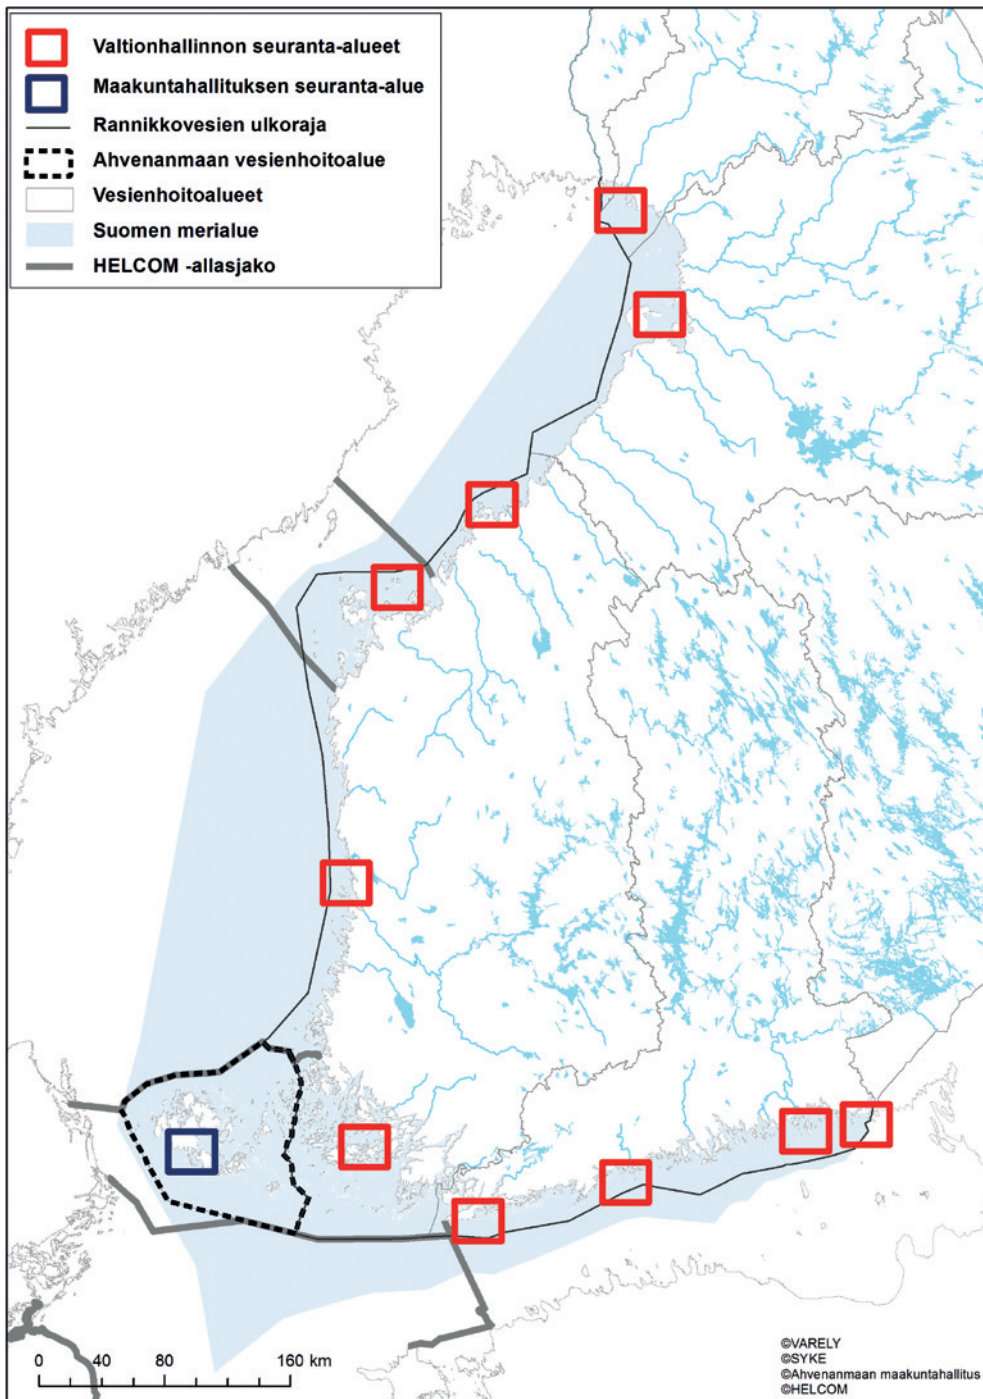 Valtionhallinnon seuranta-alueet
Maakuntahallituksen seuranta-alue
Rannikkovesien ulkoraja
Ahvenanmaan vesienhoitoalue
Vesienhoitoalueet
Suomen merialue
HELCOM -allasjako
0 40 80 160 km
©VARELY
©SYKE
©Ahvenanmaan maakuntahallitus
©HELCOM